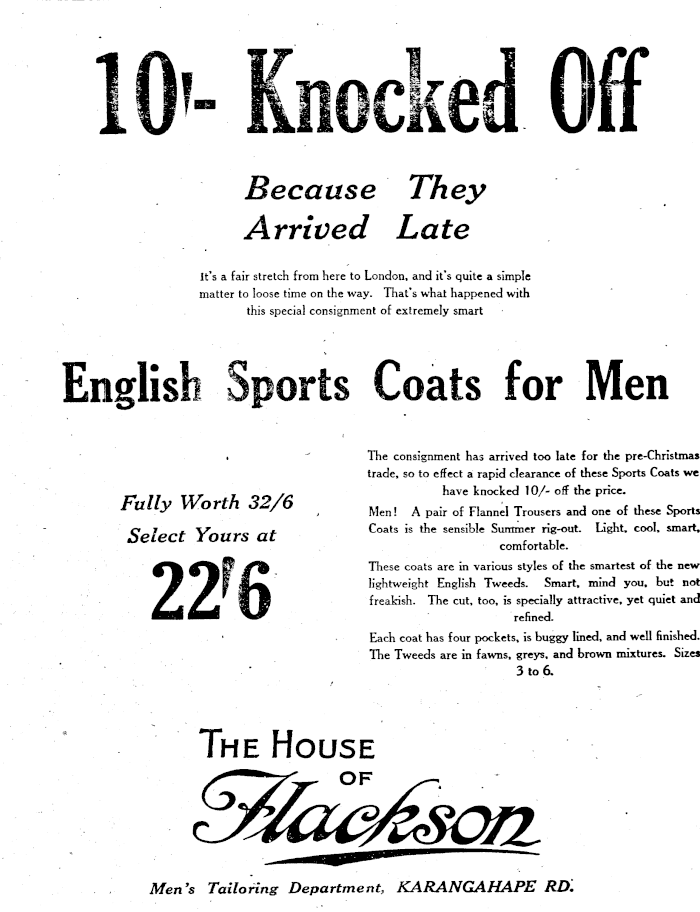 10/- Knocked Off
Because They
Arrived Late
It's a fair stretch from here to London, and it's quite a simple
matter to loose time on the way. That's what happened with
this special consignment of extremely smart
English Sports Coats for Men
Fully Worth 32/6
Select Yours at
22/6
The consignment has arrived too late for the pre-Christmas
trade, so to effect a rapid clearance of these Sports Coats we
have knocked 10/- off the price.
Men! A pair of Flannel Trousers and one of these Sports
Coats is the sensible Summer rig-out. Light, cool, smart,
comfortable.
These coats are in various styles of the smartest of the new
lightweight English Tweeds. Smart, mind you, but not
freakish. The cut, too, is specially attractive, yet quiet and
refined.
Each coat has four pockets, is buggy lined, and well finished.
The Tweeds are in fawns, greys, and brown mixtures. Sizes
3 to 6.
THE HOUSE
OF
Flackson
Men's Tailoring Department, KARANGAHAPE RD.